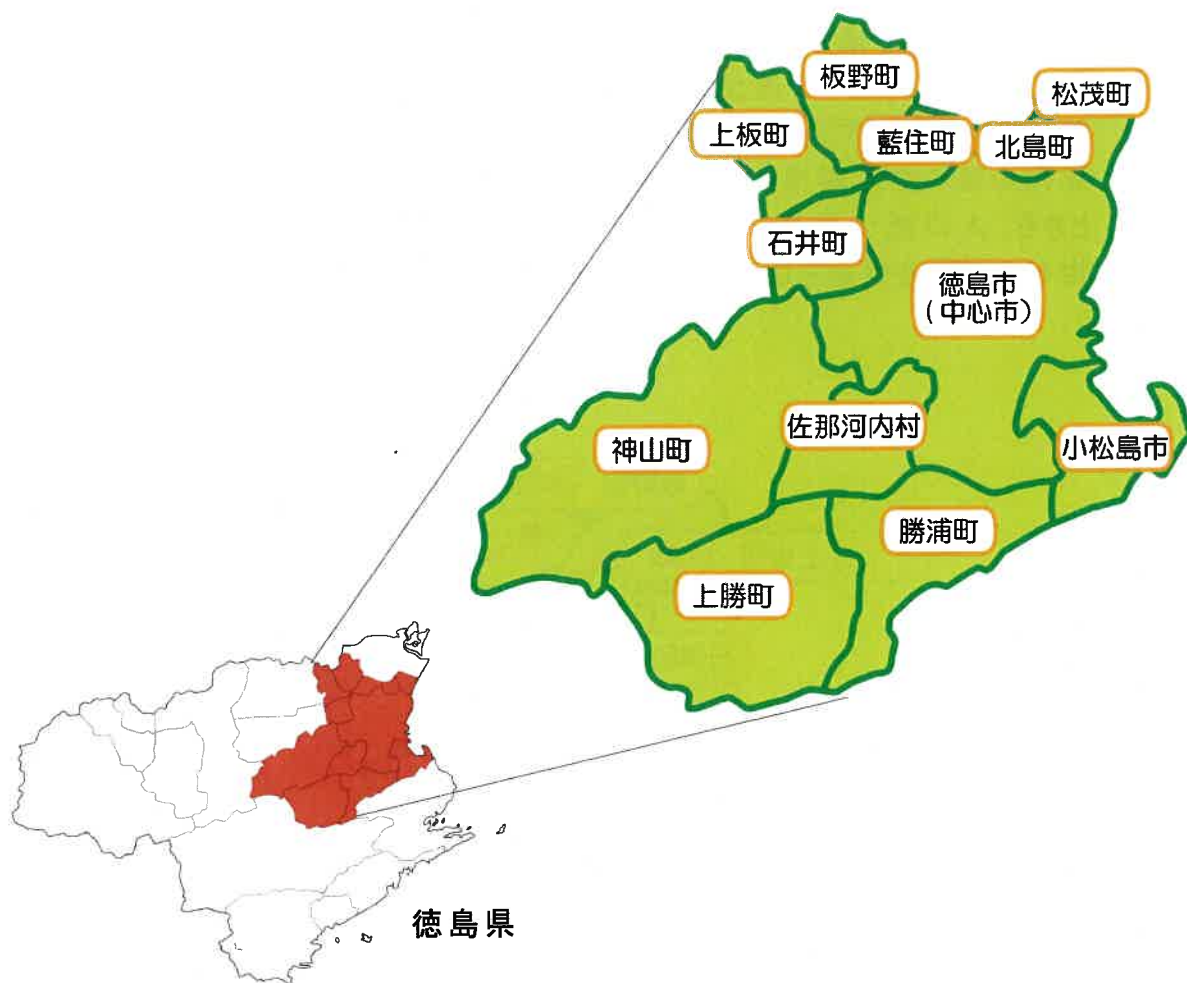 板野町
松茂町
上板町
藍住町
北島町
石井町
徳島市
(中心市)
佐那河内村
神山町
小松島市
勝浦町
上勝町
徳島県